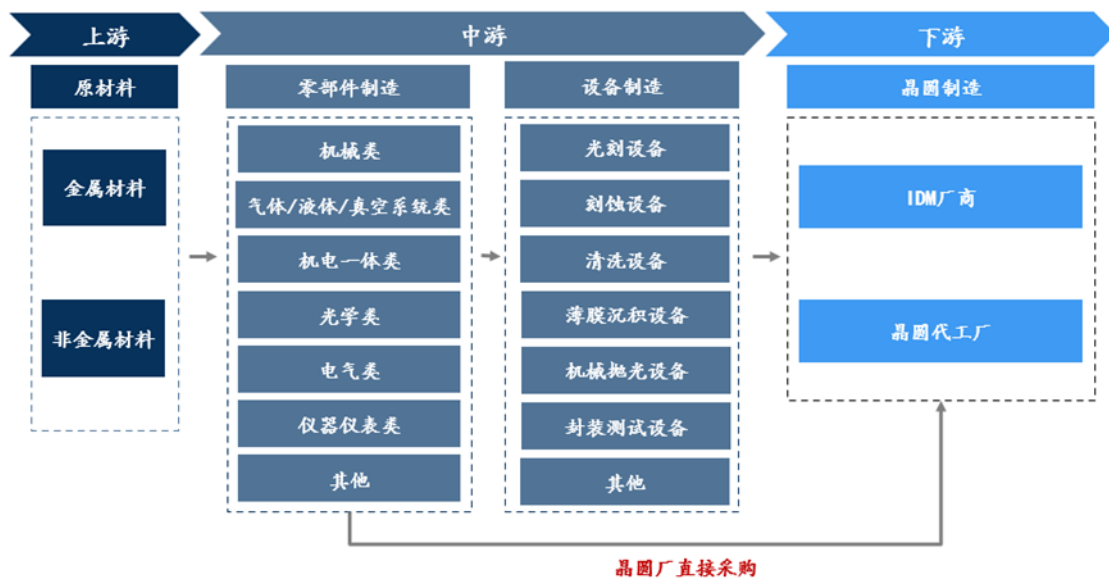 上游
中游
下游
原材料
零部件制造
设备制造
晶圆制造
金属材料
非金属材料
机械类
气体/液体/真空系统类
机电一体类
光学类
电气类
仪器仪表类
其他
光刻设备
刻蚀设备
清洗设备
薄膜沉积设备
机械抛光设备
封装测试设备
其他
IDM厂商
晶圆代工厂
晶圆厂直接采购